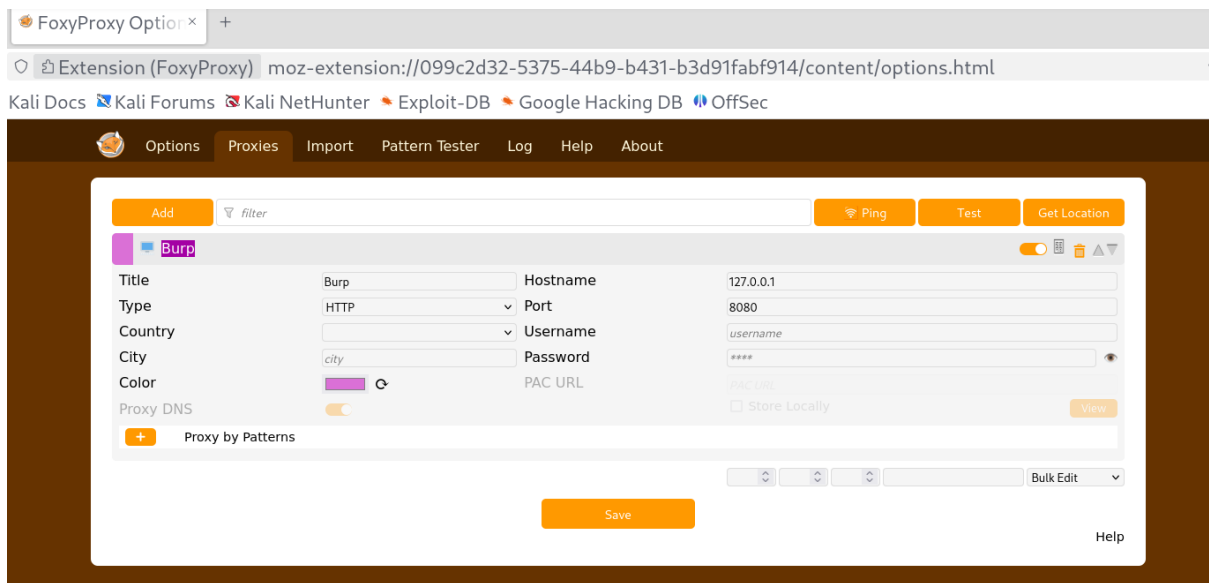 FoxyProxy Option
Extension (FoxyProxy) moz-extension://099c2d32-5375-44b9-b431-b3d91fabf914/content/options.html
Kali Docs Kali Forums Kali NetHunter Exploit-DB Google Hacking DB OffSec
Options Proxies Import Pattern Tester Log Help About
Add filter Ping Test Get Location
Burp
Title Burp Hostname 127.0.0.1
Type HTTP Port 8080
Country Username username
City city Password ****
Color PAC URL PAC URL
Proxy DNS Store Locally View
+ Proxy by Patterns
Bulk Edit
Save
Help